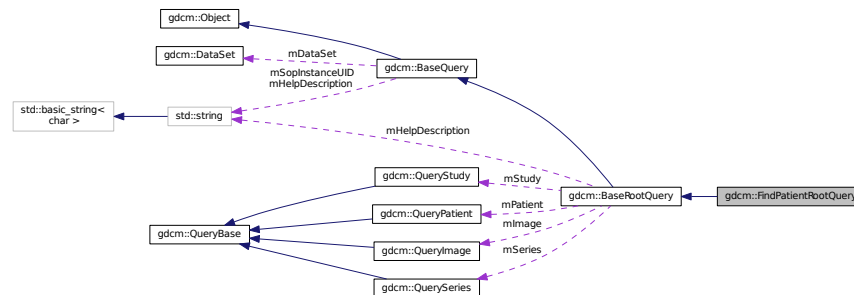 gdcm::Object
gdcm::DataSet
mDataSet
gdcm::BaseQuery
mSopInstanceUID
mHelpDescription
std::basic_string<
char >
std::string
mHelpDescription
gdcm::QueryStudy
mStudy
gdcm::BaseRootQuery
gdcm::FindPatientRootQuery
mPatient
gdcm::QueryPatient
mImage
gdcm::QueryBase
gdcm::QueryImage
mSeries
gdcm::QuerySeries